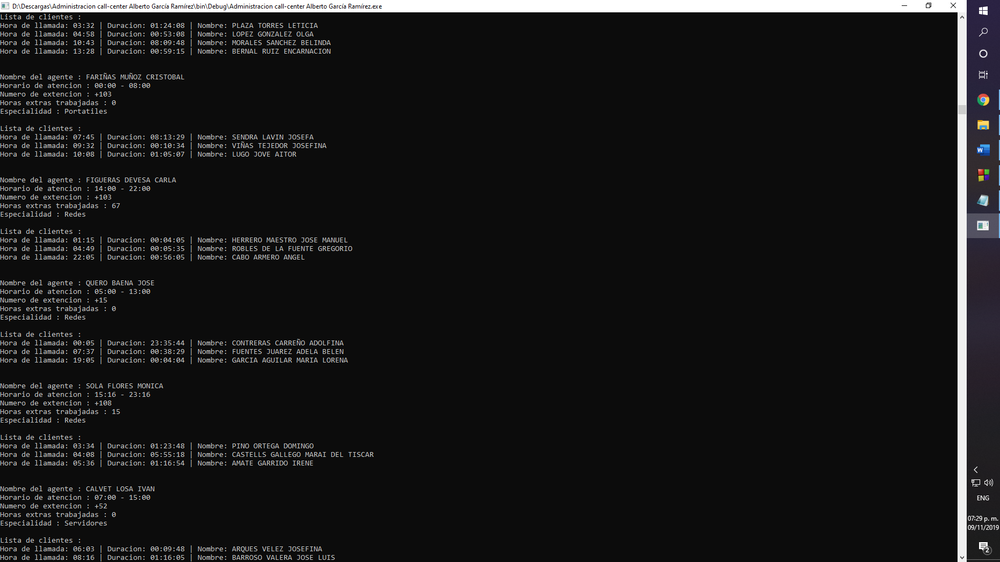 D:\Descargas\Administracion call-center Alberto García Ramírez\bin\Debug\Administracion call-center Alberto García Ramírez.exe
Lista de clientes :
Hora de llamada: 03:32 | Duracion: 01:24:08 | Nombre: PLAZA TORRES LETICIA
Hora de llamada: 04:58 | Duracion: 00:53:08 | Nombre: LOPEZ GONZALEZ OLGA
Hora de llamada: 10:43 | Duracion: 08:09:48 | Nombre: MORALES SANCHEZ BELINDA
Hora de llamada: 13:28 | Duracion: 00:59:15 | Nombre: BERNAL RUIZ ENCARNACION
Nombre del agente : FARIÑAS MUÑOZ CRISTOBAL
Horario de atencion : 00:00 - 08:00
Numero de extencion : +103
Horas extras trabajadas : 0
Especialidad : Portatiles
Lista de clientes :
Hora de llamada: 07:45 | Duracion: 08:13:29 | Nombre: SENDRA LAVIN JOSEFA
Hora de llamada: 09:32 | Duracion: 00:10:34 | Nombre: VIÑAS TEJEDOR JOSEFINA
Hora de llamada: 10:08 | Duracion: 01:05:07 | Nombre: LUGO JOVE AITOR
Nombre del agente : FIGUERAS DEVESA CARLA
Horario de atencion : 14:00 - 22:00
Numero de extencion : +103
Horas extras trabajadas : 67
Especialidad : Redes
Lista de clientes :
Hora de llamada: 01:15 | Duracion: 00:04:05 | Nombre: HERRERO MAESTRO JOSE MANUEL
Hora de llamada: 04:49 | Duracion: 00:05:35 | Nombre: ROBLES DE LA FUENTE GREGORIO
Hora de llamada: 22:05 | Duracion: 00:56:05 | Nombre: CABO ARMERO ANGEL
Nombre del agente : QUERO BAENA JOSE
Horario de atencion : 05:00 - 13:00
Numero de extencion : +15
Horas extras trabajadas : 0
Especialidad : Redes
Lista de clientes :
Hora de llamada: 00:05 | Duracion: 23:35:44 | Nombre: CONTRERAS CARREÑO ADOLFINA
Hora de llamada: 07:37 | Duracion: 00:38:29 | Nombre: FUENTES JUAREZ ADELA BELEN
Hora de llamada: 19:05 | Duracion: 00:04:04 | Nombre: GARCIA AGUILAR MARIA LORENA
Nombre del agente : SOLA FLORES MONICA
Horario de atencion : 15:16 - 23:16
Numero de extencion : +108
Horas extras trabajadas : 15
Especialidad : Redes
Lista de clientes :
Hora de llamada: 03:34 | Duracion: 01:23:48 | Nombre: PINO ORTEGA DOMINGO
Hora de llamada: 04:08 | Duracion: 05:55:18 | Nombre: CASTELLS GALLEGO MARAI DEL TISCAR
Hora de llamada: 05:36 | Duracion: 01:16:54 | Nombre: AMATE GARRIDO IRENE
Nombre del agente : CALVET LOSA IVAN
Horario de atencion : 07:00 - 15:00
Numero de extencion : +52
Horas extras trabajadas : 0
Especialidad : Servidores
Lista de clientes :
Hora de llamada: 06:03 | Duracion: 00:09:48 | Nombre: ARQUES VELEZ JOSEFINA
Hora de llamada: 08:16 | Duracion: 01:16:05 | Nombre: BARROSO VALERA JOSE LUIS
W
ENG
07:29 p. m.
09/11/2019
2